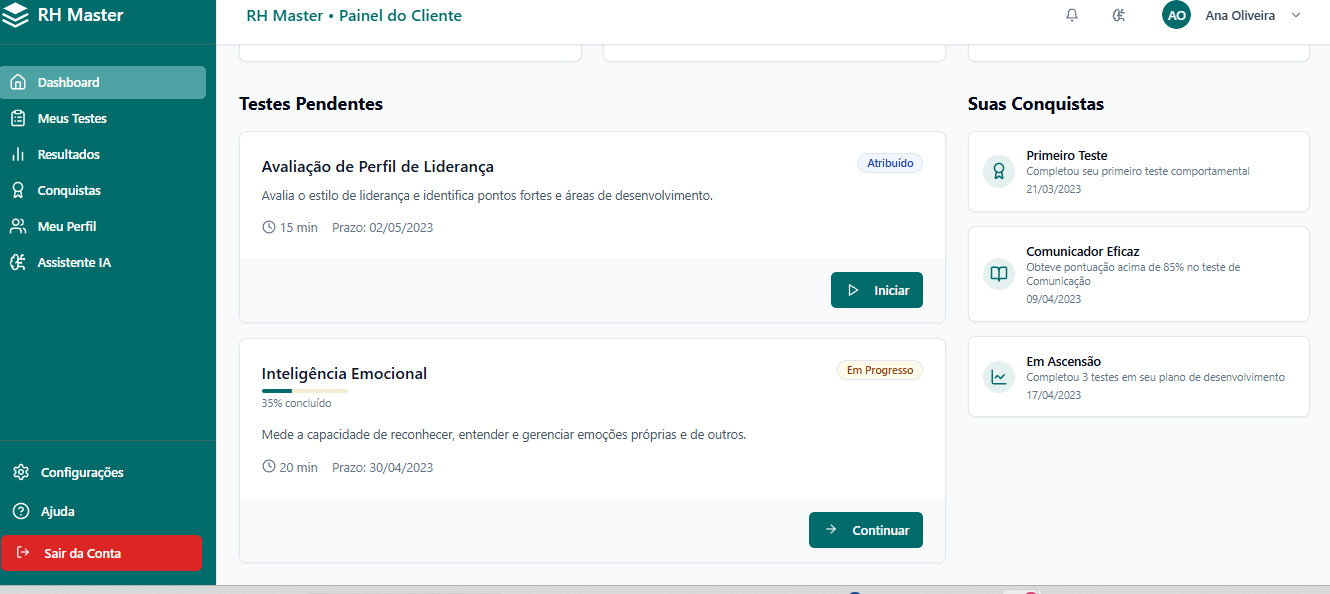 RH Master
Dashboard
Meus Testes
Resultados
Conquistas
Meu Perfil
Assistente IA
Configurações
Ajuda
Sair da Conta
RH Master • Painel do Cliente
AO
Ana Oliveira
Testes Pendentes
Avaliação de Perfil de Liderança
Atribuído
Avalia o estilo de liderança e identifica pontos fortes e áreas de desenvolvimento.
15 min Prazo: 02/05/2023
Iniciar
Inteligência Emocional
Em Progresso
35% concluído
Mede a capacidade de reconhecer, entender e gerenciar emoções próprias e de outros.
20 min Prazo: 30/04/2023
Continuar
Suas Conquistas
Primeiro Teste
Completou seu primeiro teste comportamental
21/03/2023
Comunicador Eficaz
Obteve pontuação acima de 85% no teste de
Comunicação
09/04/2023
Em Ascensão
Completou 3 testes em seu plano de desenvolvimento
17/04/2023